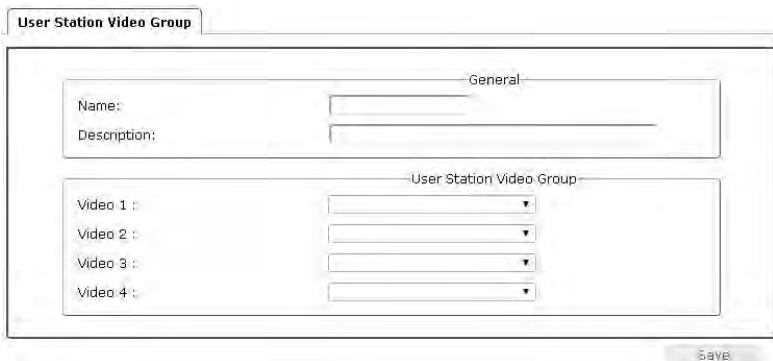 User Station Video Group
General
Name:
Description:
User Station Video Group
Video 1 :
Video 2 :
Video 3 :
Video 4 :
Save